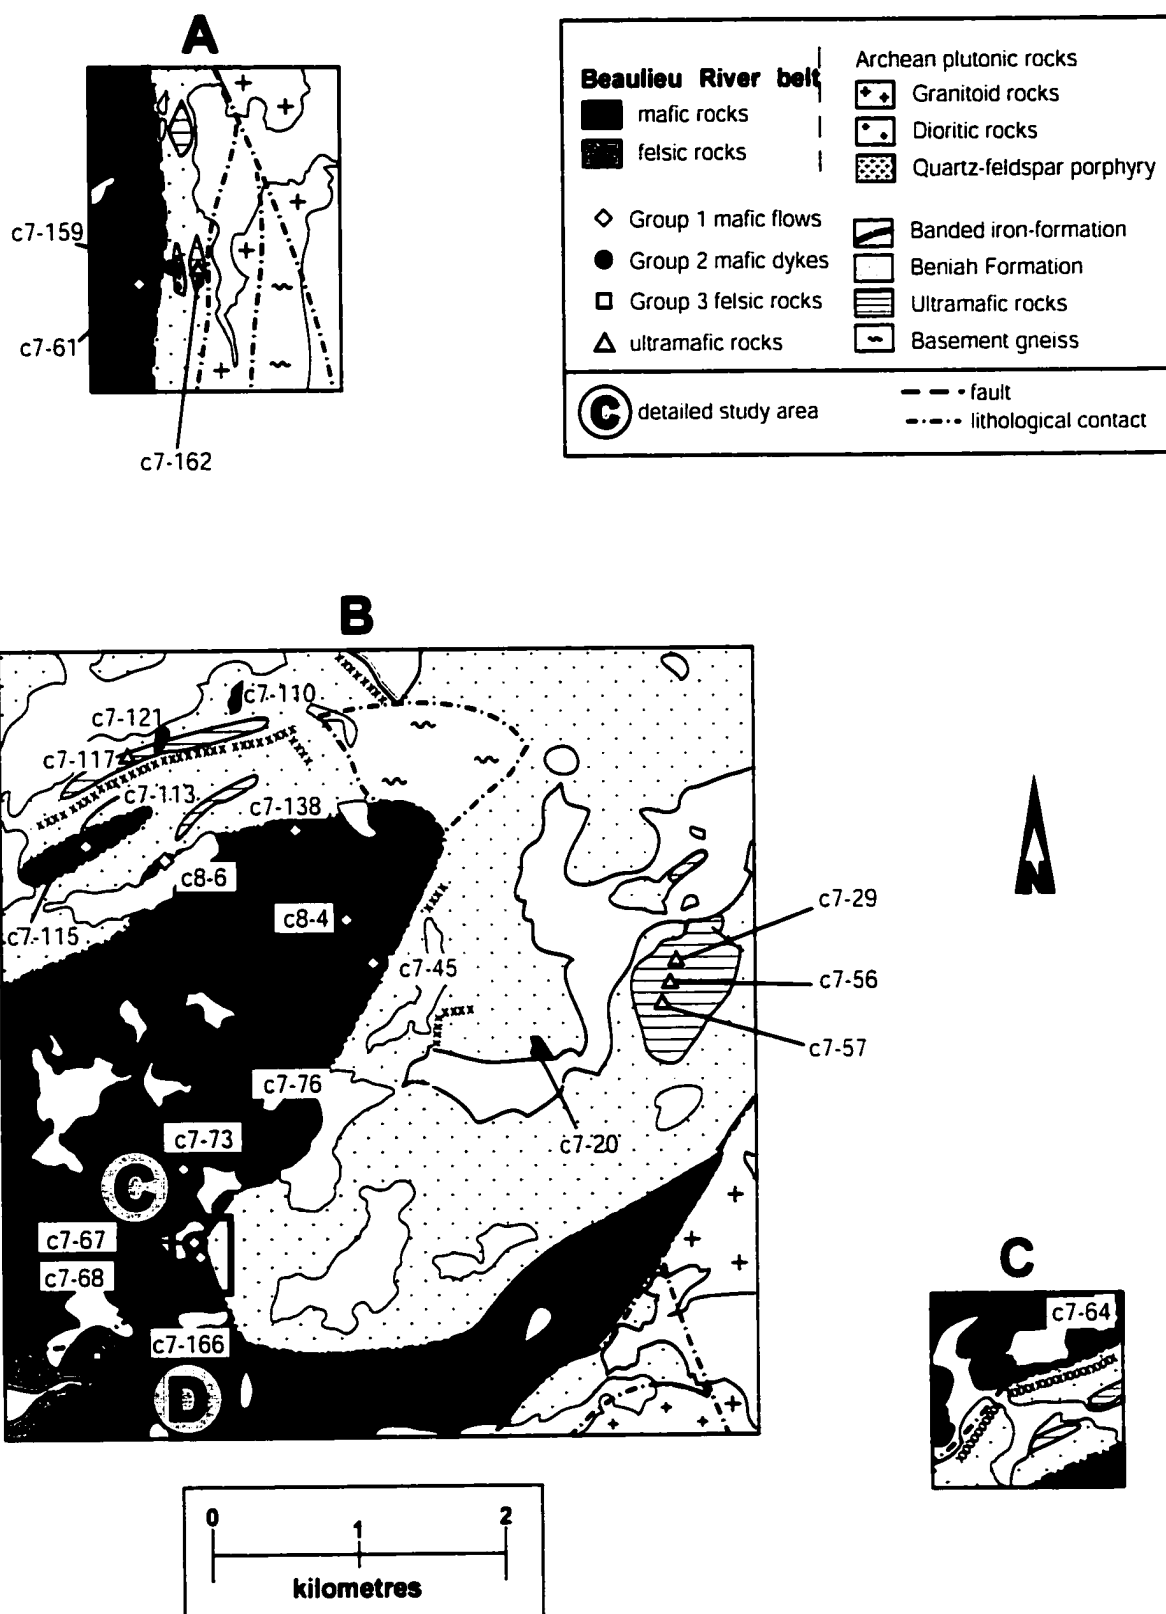 A
c7-159
c7-61
c7-162
Beaulieu River belt
mafic rocks
felsic rocks
Group 1 mafic flows
Group 2 mafic dykes
Group 3 felsic rocks
ultramafic rocks
Archean plutonic rocks
Granitoid rocks
Dioritic rocks
Quartz-feldspar porphyry
Banded iron-formation
Beniah Formation
Ultramafic rocks
Basement gneiss
C detailed study area
fault
lithological contact
B
c7-110
c7-121
c7-117
c7-113
c7-138
c8-6
c8-4
c7-115
c7-45
c7-29
c7-56
c7-57
c7-76
c7-20
c7-73
C
c7-67
c7-68
c7-166
D
N
C
c7-64
0 1 2
kilometres